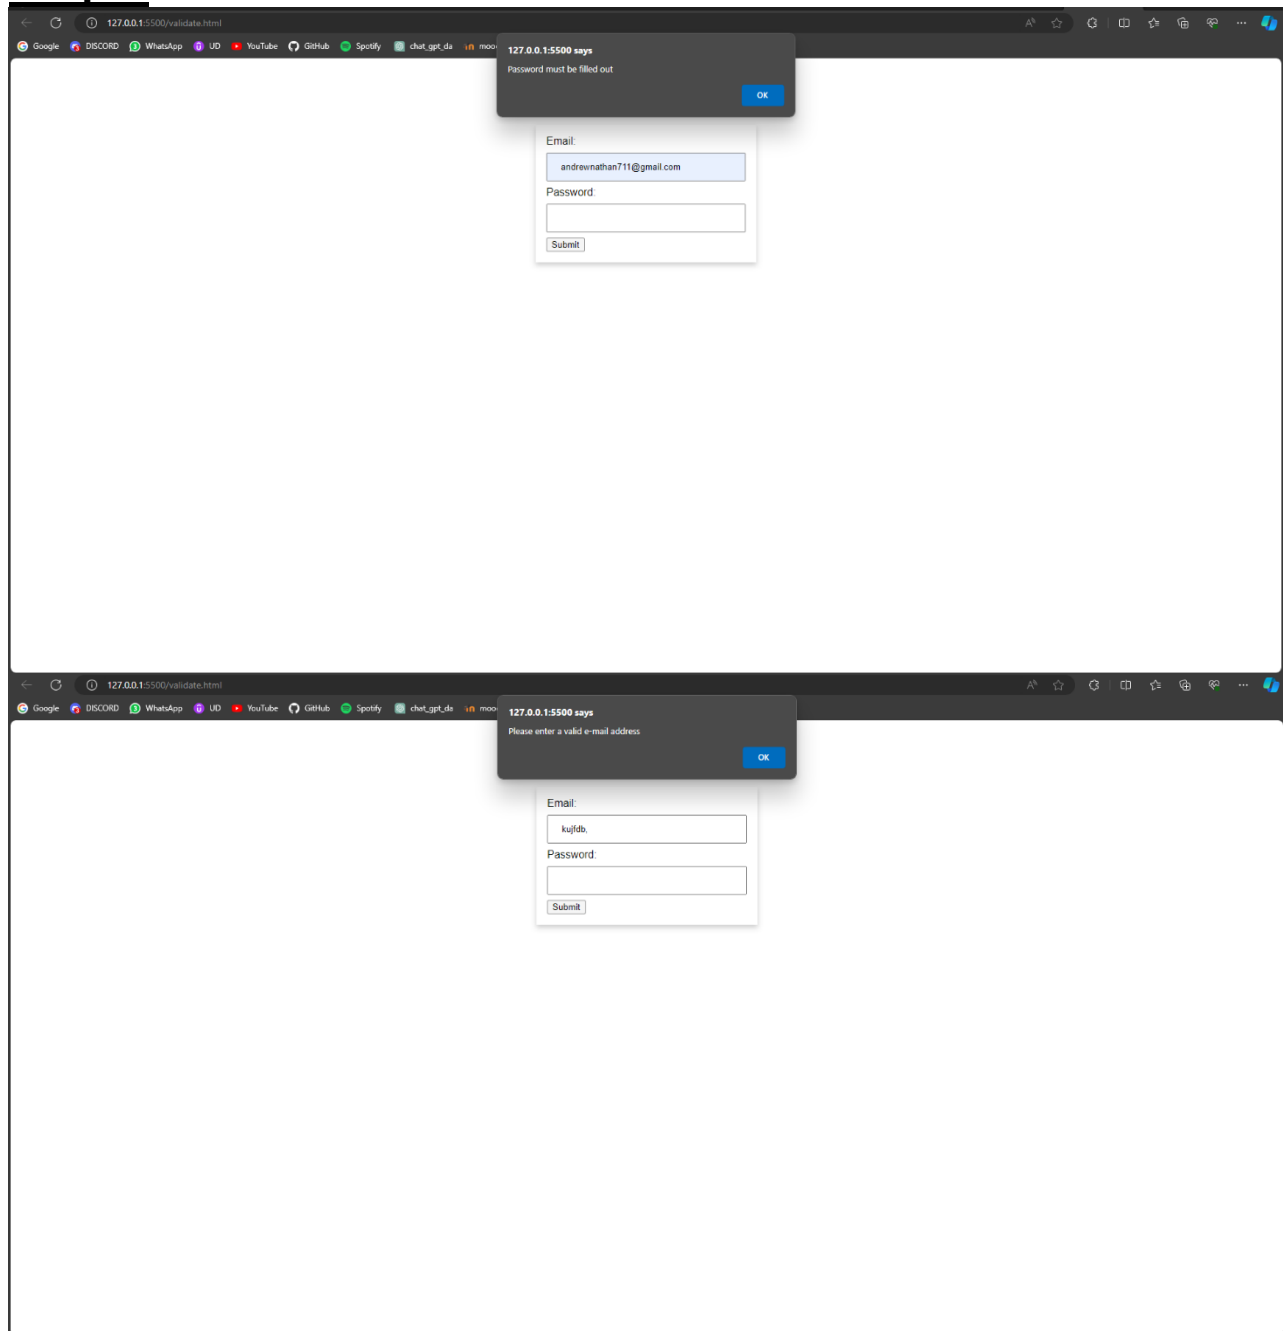 127.0.0.1:5500/validate.html
Google DISCORD WhatsApp UD YouTube GitHub Spotify chat_gpt_da moo
127.0.0.1:5500 says
Password must be filled out
OK
Email:
andrewnathan711@gmail.com
Password:
Submit
127.0.0.1:5500/validate.html
Google DISCORD WhatsApp UD YouTube GitHub Spotify chat_gpt_da moo
127.0.0.1:5500 says
Please enter a valid e-mail address
OK
Email:
kujfdb,
Password:
Submit